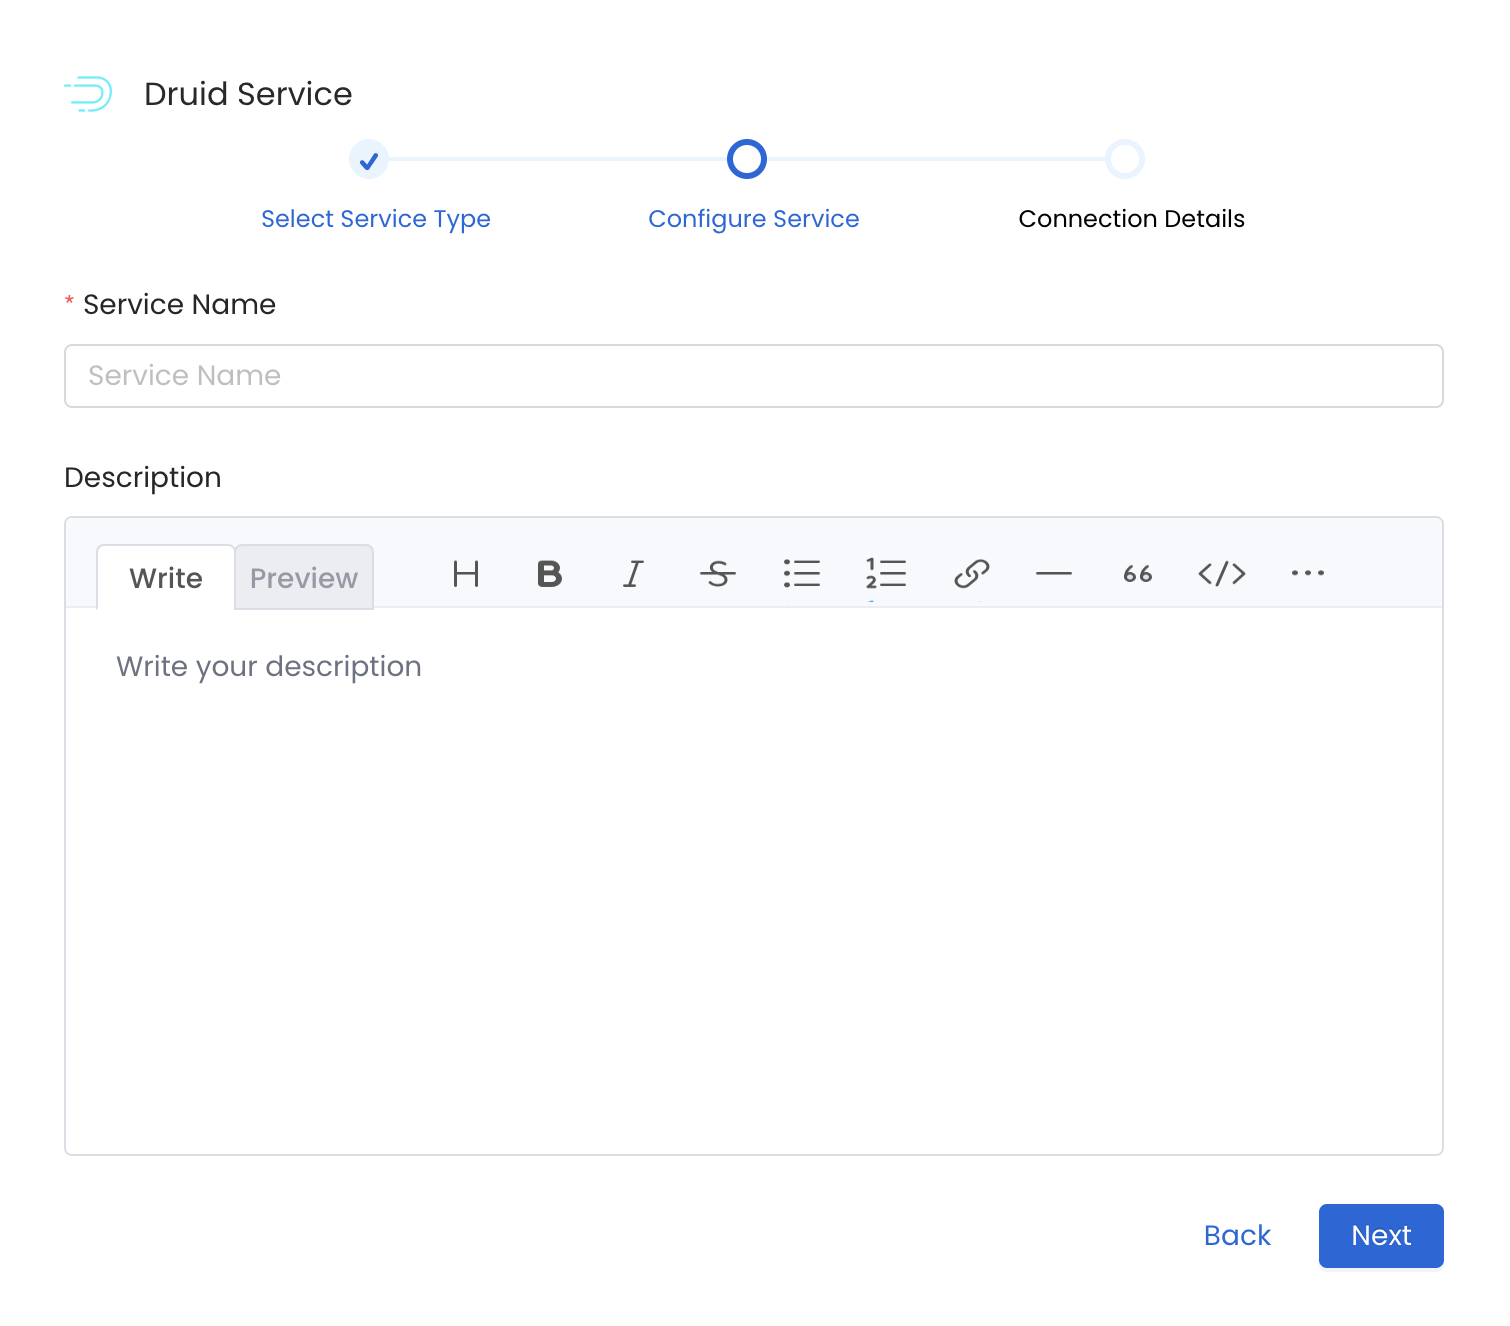 Druid Service
Select Service Type
Configure Service
Connection Details
* Service Name
Service Name
Description
Write
Preview
Write your description
Back
Next